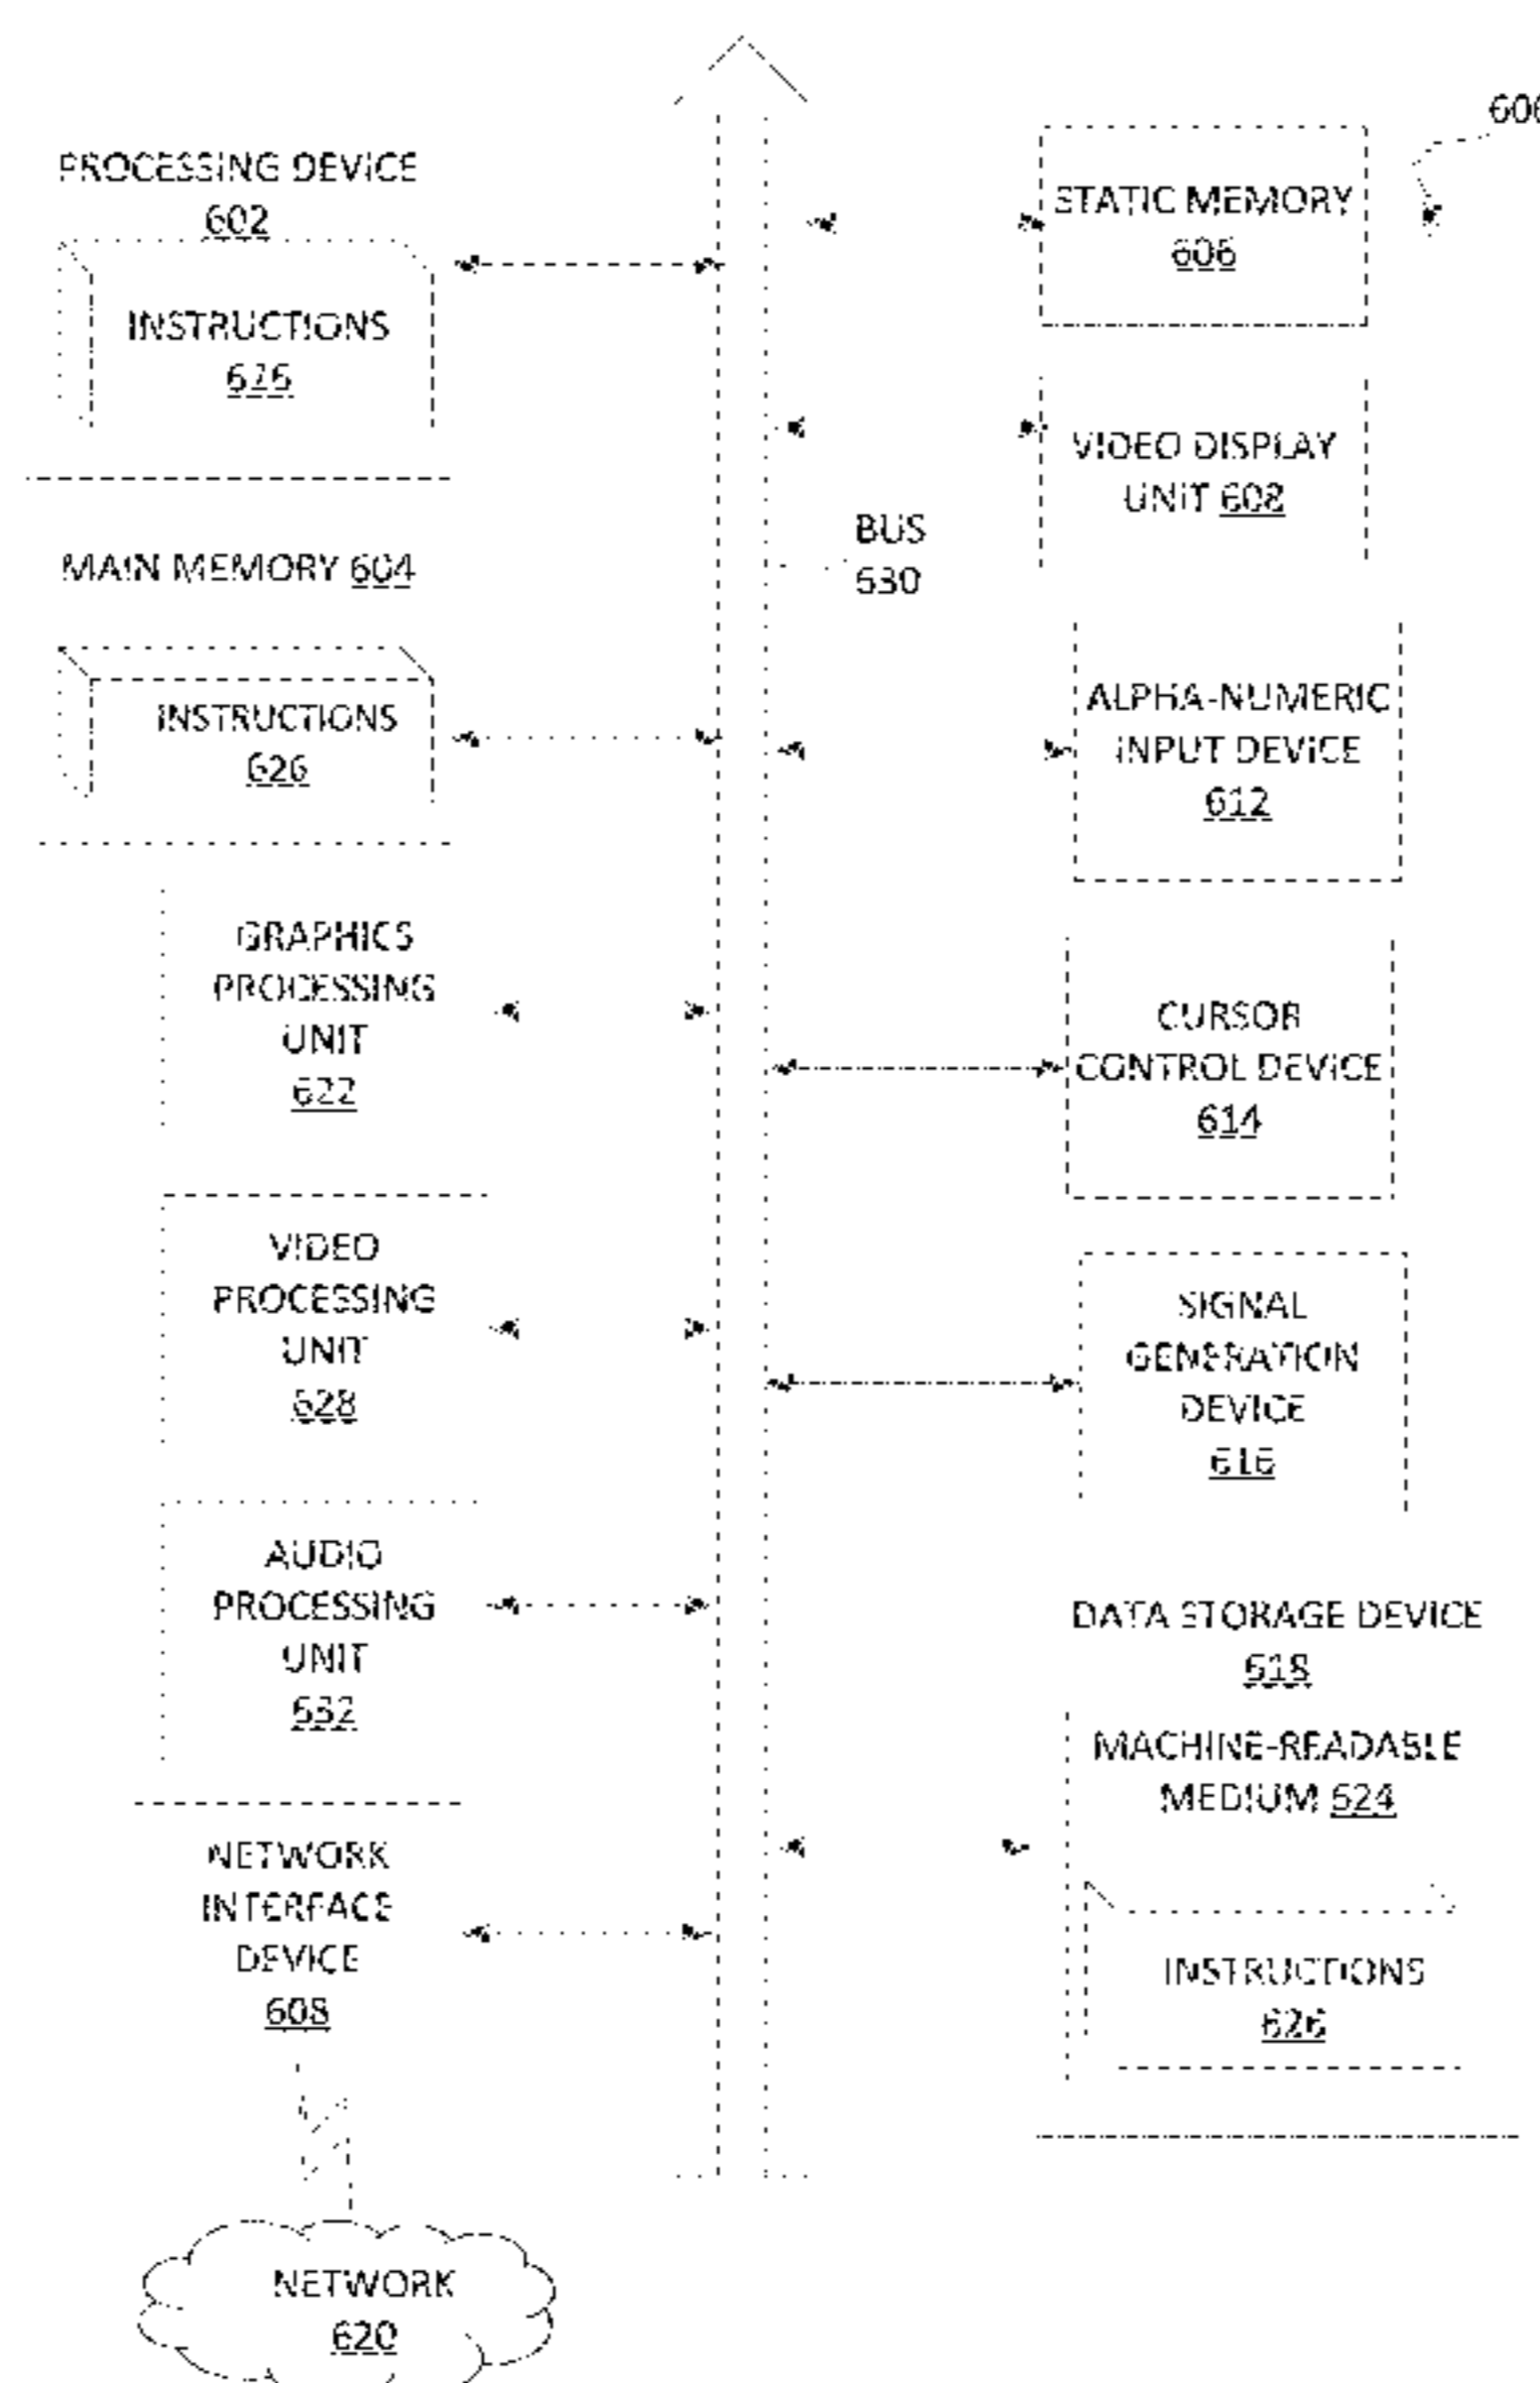 PROCESSING DEVICE
602
INSTRUCTIONS
626
MAIN MEMORY 604
INSTRUCTIONS
626
GRAPHICS
PROCESSING
UNIT
622
VIDEO
PROCESSING
UNIT
628
AUDIO
PROCESSING
UNIT
632
NETWORK
INTERFACE
DEVICE
608
NETWORK
620
BUS
630
STATIC MEMORY
606
VIDEO DISPLAY
UNIT 608
ALPHA-NUMERIC
INPUT DEVICE
612
CURSOR
CONTROL DEVICE
614
SIGNAL
GENERATION
DEVICE
616
DATA STORAGE DEVICE
618
MACHINE-READABLE
MEDIUM 624
INSTRUCTIONS
626